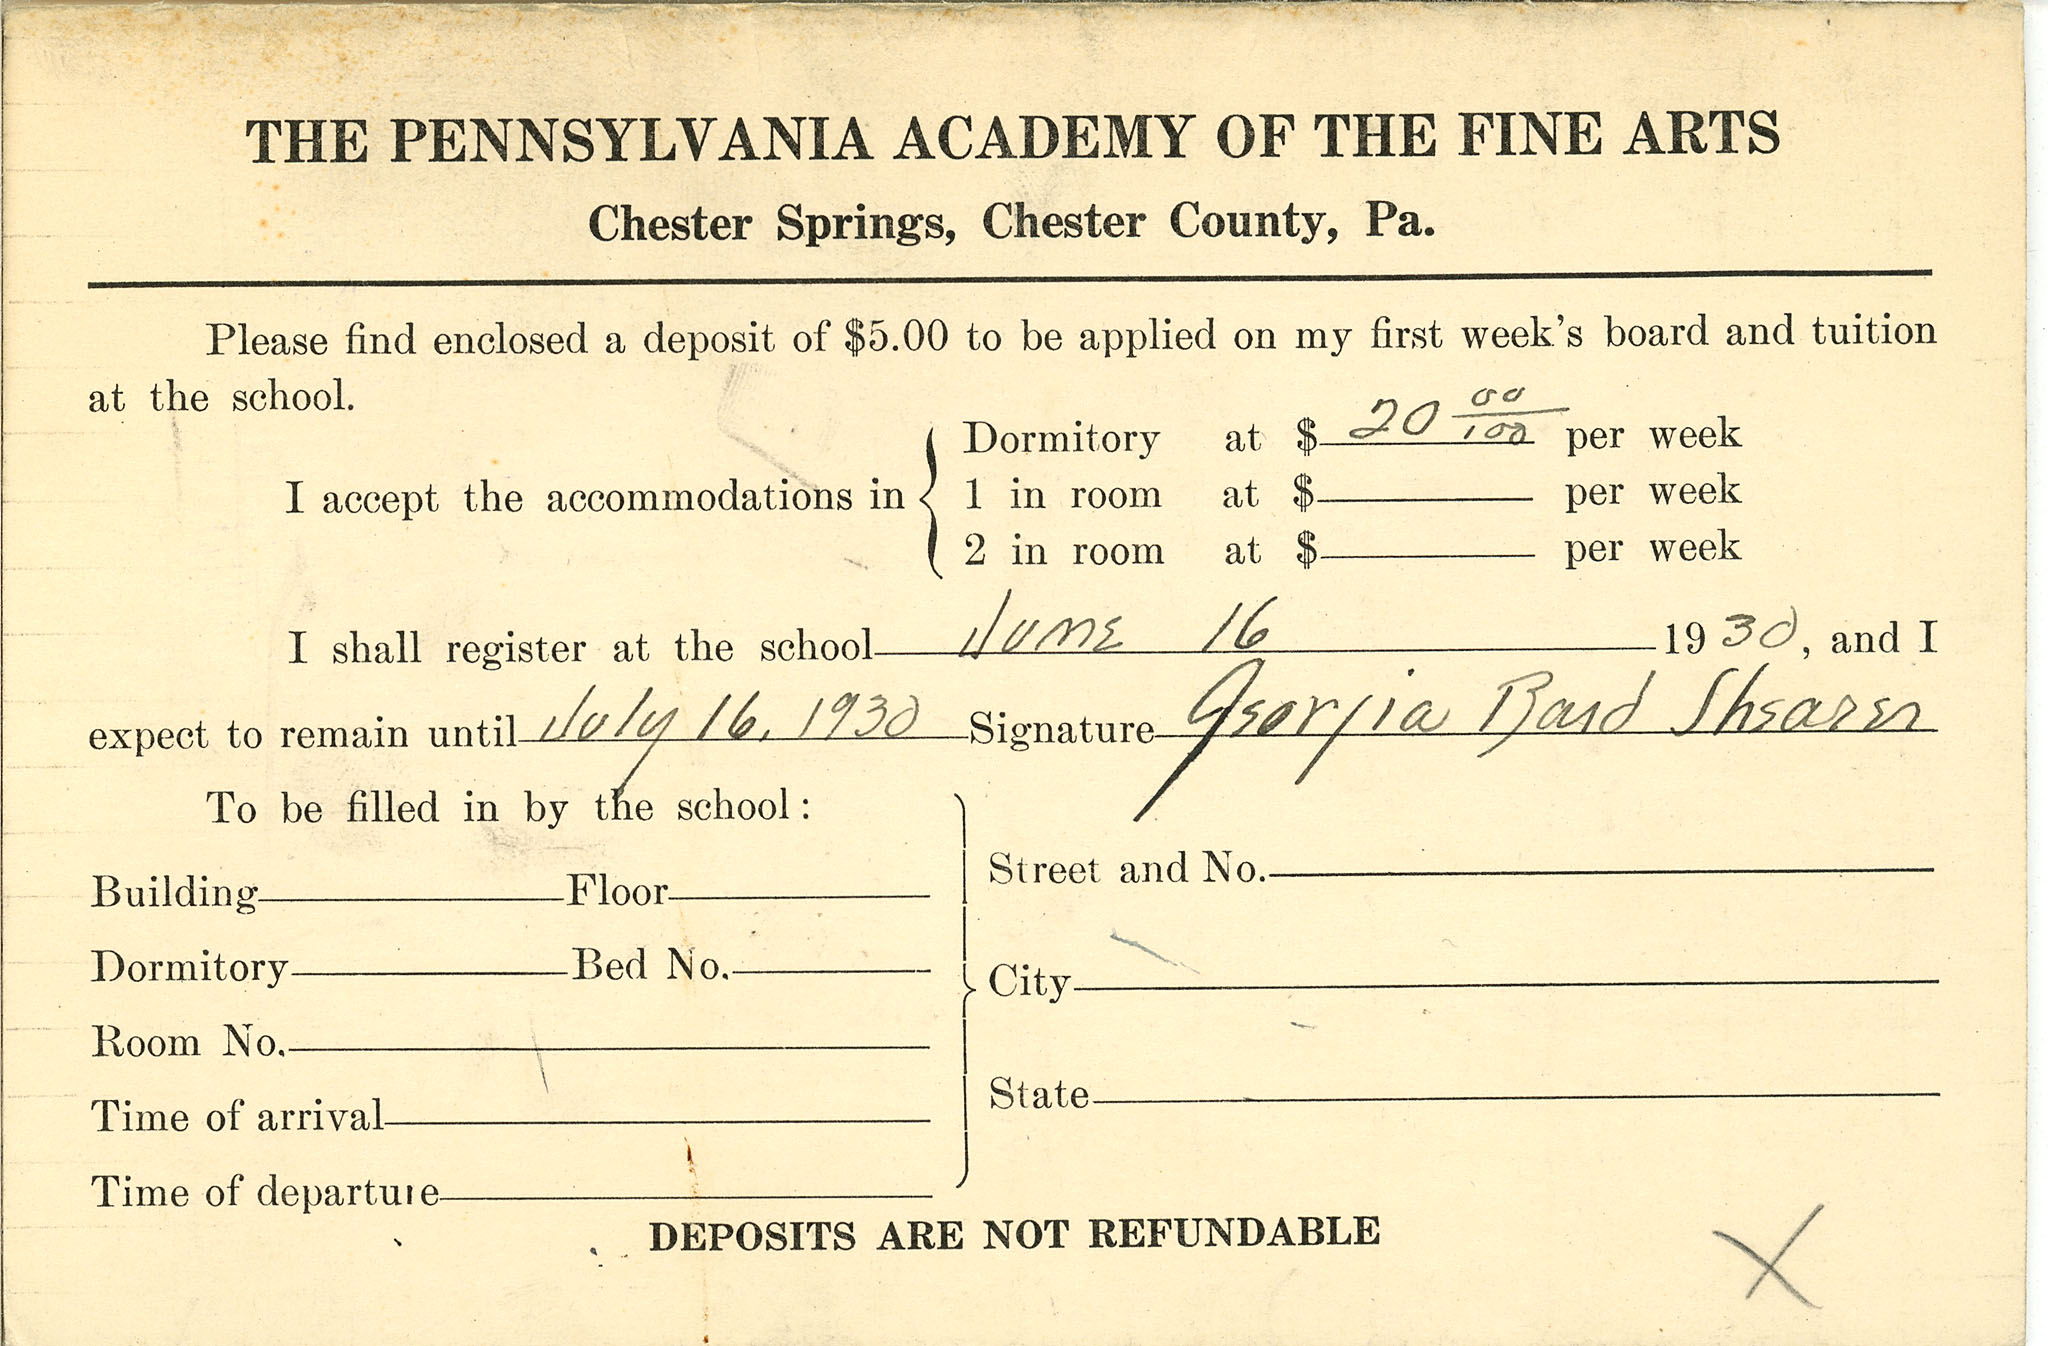 THE PENNSYLVANIA ACADEMY OF THE FINE ARTS
Chester Springs, Chester County, Pa.
Please find enclosed a deposit of $5.00 to be applied on my first week's board and tuition
at the school.
I accept the accommodations in
Dormitory at $ 20 00/100 per week
1 in room at $ per week
2 in room at $ per week
I shall register at the school June 16 1930, and I
expect to remain until July 16, 1930 Signature Georgia Bard Shearer
To be filled in by the school:
Building Floor
Dormitory Bed No.
Room No.
Time of arrival
Time of departure
Street and No.
City
State
DEPOSITS ARE NOT REFUNDABLE
X